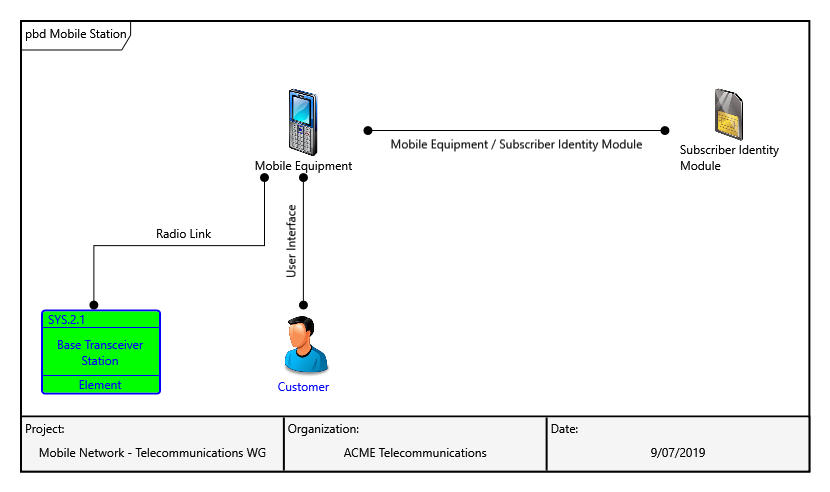 pbd Mobile Station
Mobile Equipment
Mobile Equipment / Subscriber Identity Module
Subscriber Identity
Module
Radio Link
User Interface
SYS.2.1
Base Transceiver
Station
Element
Customer
Project:
Mobile Network - Telecommunications WG
Organization:
ACME Telecommunications
Date:
9/07/2019